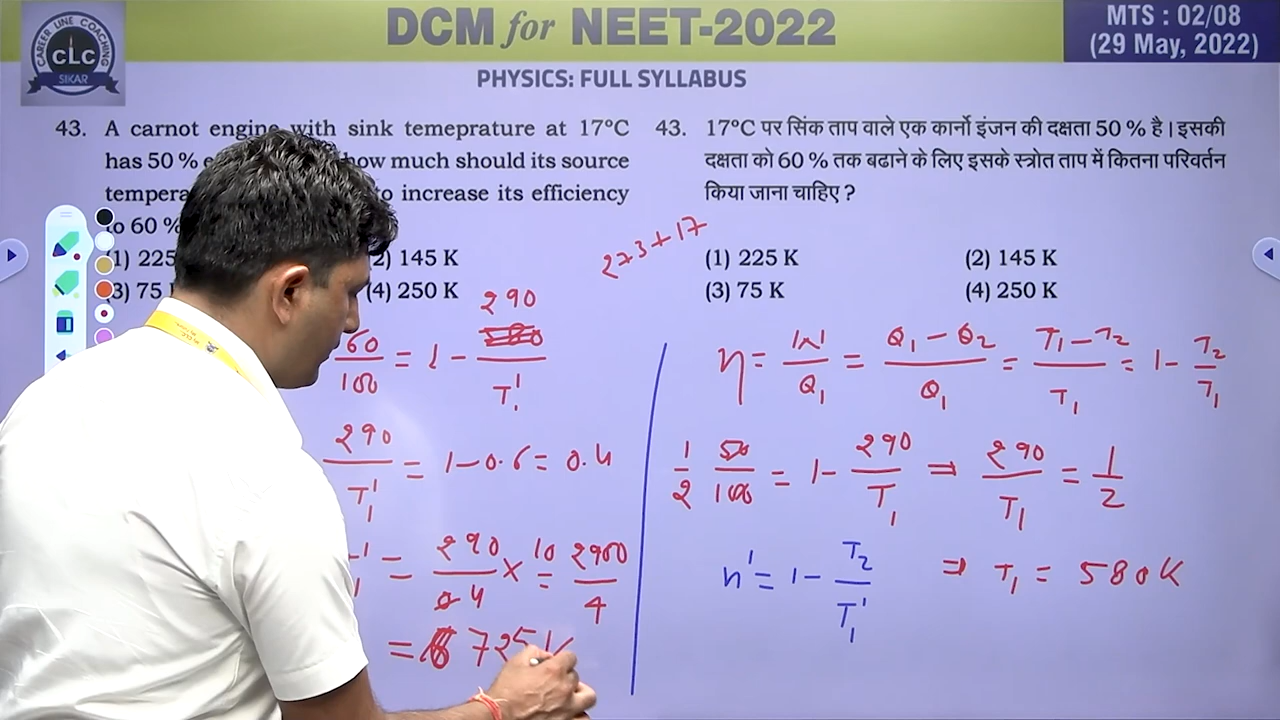 DCM for NEET-2022
MTS : 02/08
(29 May, 2022)
CAREER LINE COACHING
CLC
SIKAR
PHYSICS: FULL SYLLABUS
43. A carnot engine with sink temeprature at 17°C
has 50 % how much should its source
to increase its efficiency
to 60 %
(1) 225
2) 145 K
(3) 75
(4) 250 K
43. 17°C पर सिंक ताप वाले एक कार्नो इंजन की दक्षता 50 % है। इसकी
दक्षता को 60 % तक बढाने के लिए इसके स्त्रोत ताप में कितना परिवर्तन
किया जाना चाहिए ?
(1) 225 K
(2) 145 K
(3) 75 K
(4) 250 K
273+17
60/100 = 1 - 290/T₁'
290/T₁' = 1-0.6 = 0.4
= 290/4 × 10 = 2900/4
= 725 K
η = W/Q₁ = Q₁-Q₂/Q₁ = T₁-T₂/T₁ = 1- T₂/T₁
1/2 50/100 = 1- 290/T₁ ⇒ 290/T₁ = 1/2
η' = 1- T₂/T₁'
⇒ T₁ = 580K